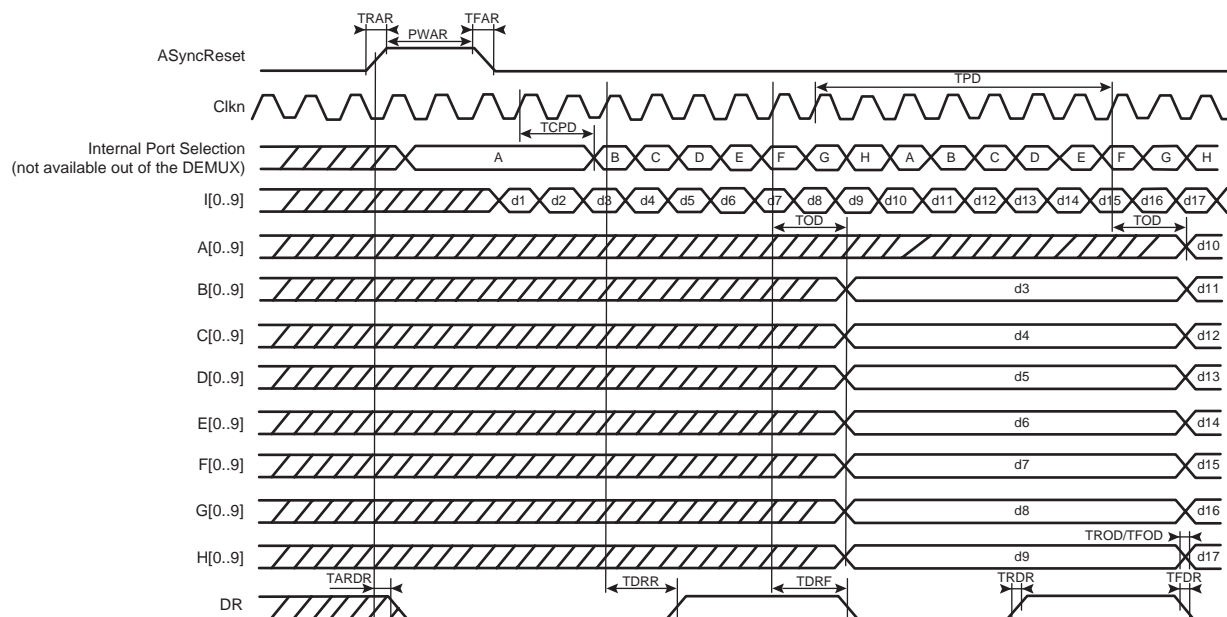 TRAR TFAR
PWAR
ASyncReset
TPD
Clkn
TCPD
Internal Port Selection
(not available out of the DEMUX)
A B C D E F G H A B C D E F G H
I[0..9] d1 d2 d3 d4 d5 d6 d7 d8 d9 d10 d11 d12 d13 d14 d15 d16 d17
TOD TOD
A[0..9] d10
B[0..9] d3 d11
C[0..9] d4 d12
D[0..9] d5 d13
E[0..9] d6 d14
F[0..9] d7 d15
G[0..9] d8 d16
TROD/TFOD
H[0..9] d9 d17
TARDR TDRR TDRF TRDR TFDR
DR